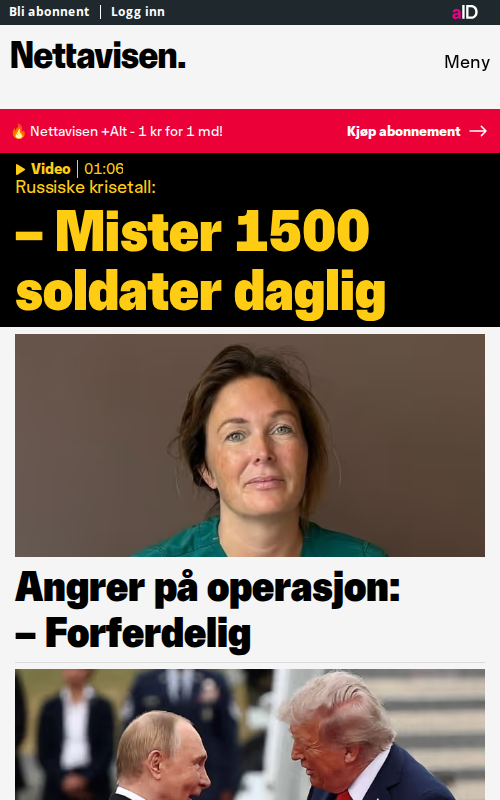 Bli abonnent | Logg inn
aID
Nettavisen.
Meny
🔥 Nettavisen +Alt - 1 kr for 1 md!
Kjøp abonnement →
Video | 01:06
Russiske krisetall:
– Mister 1500
soldater daglig
Angrer på operasjon:
– Forferdelig